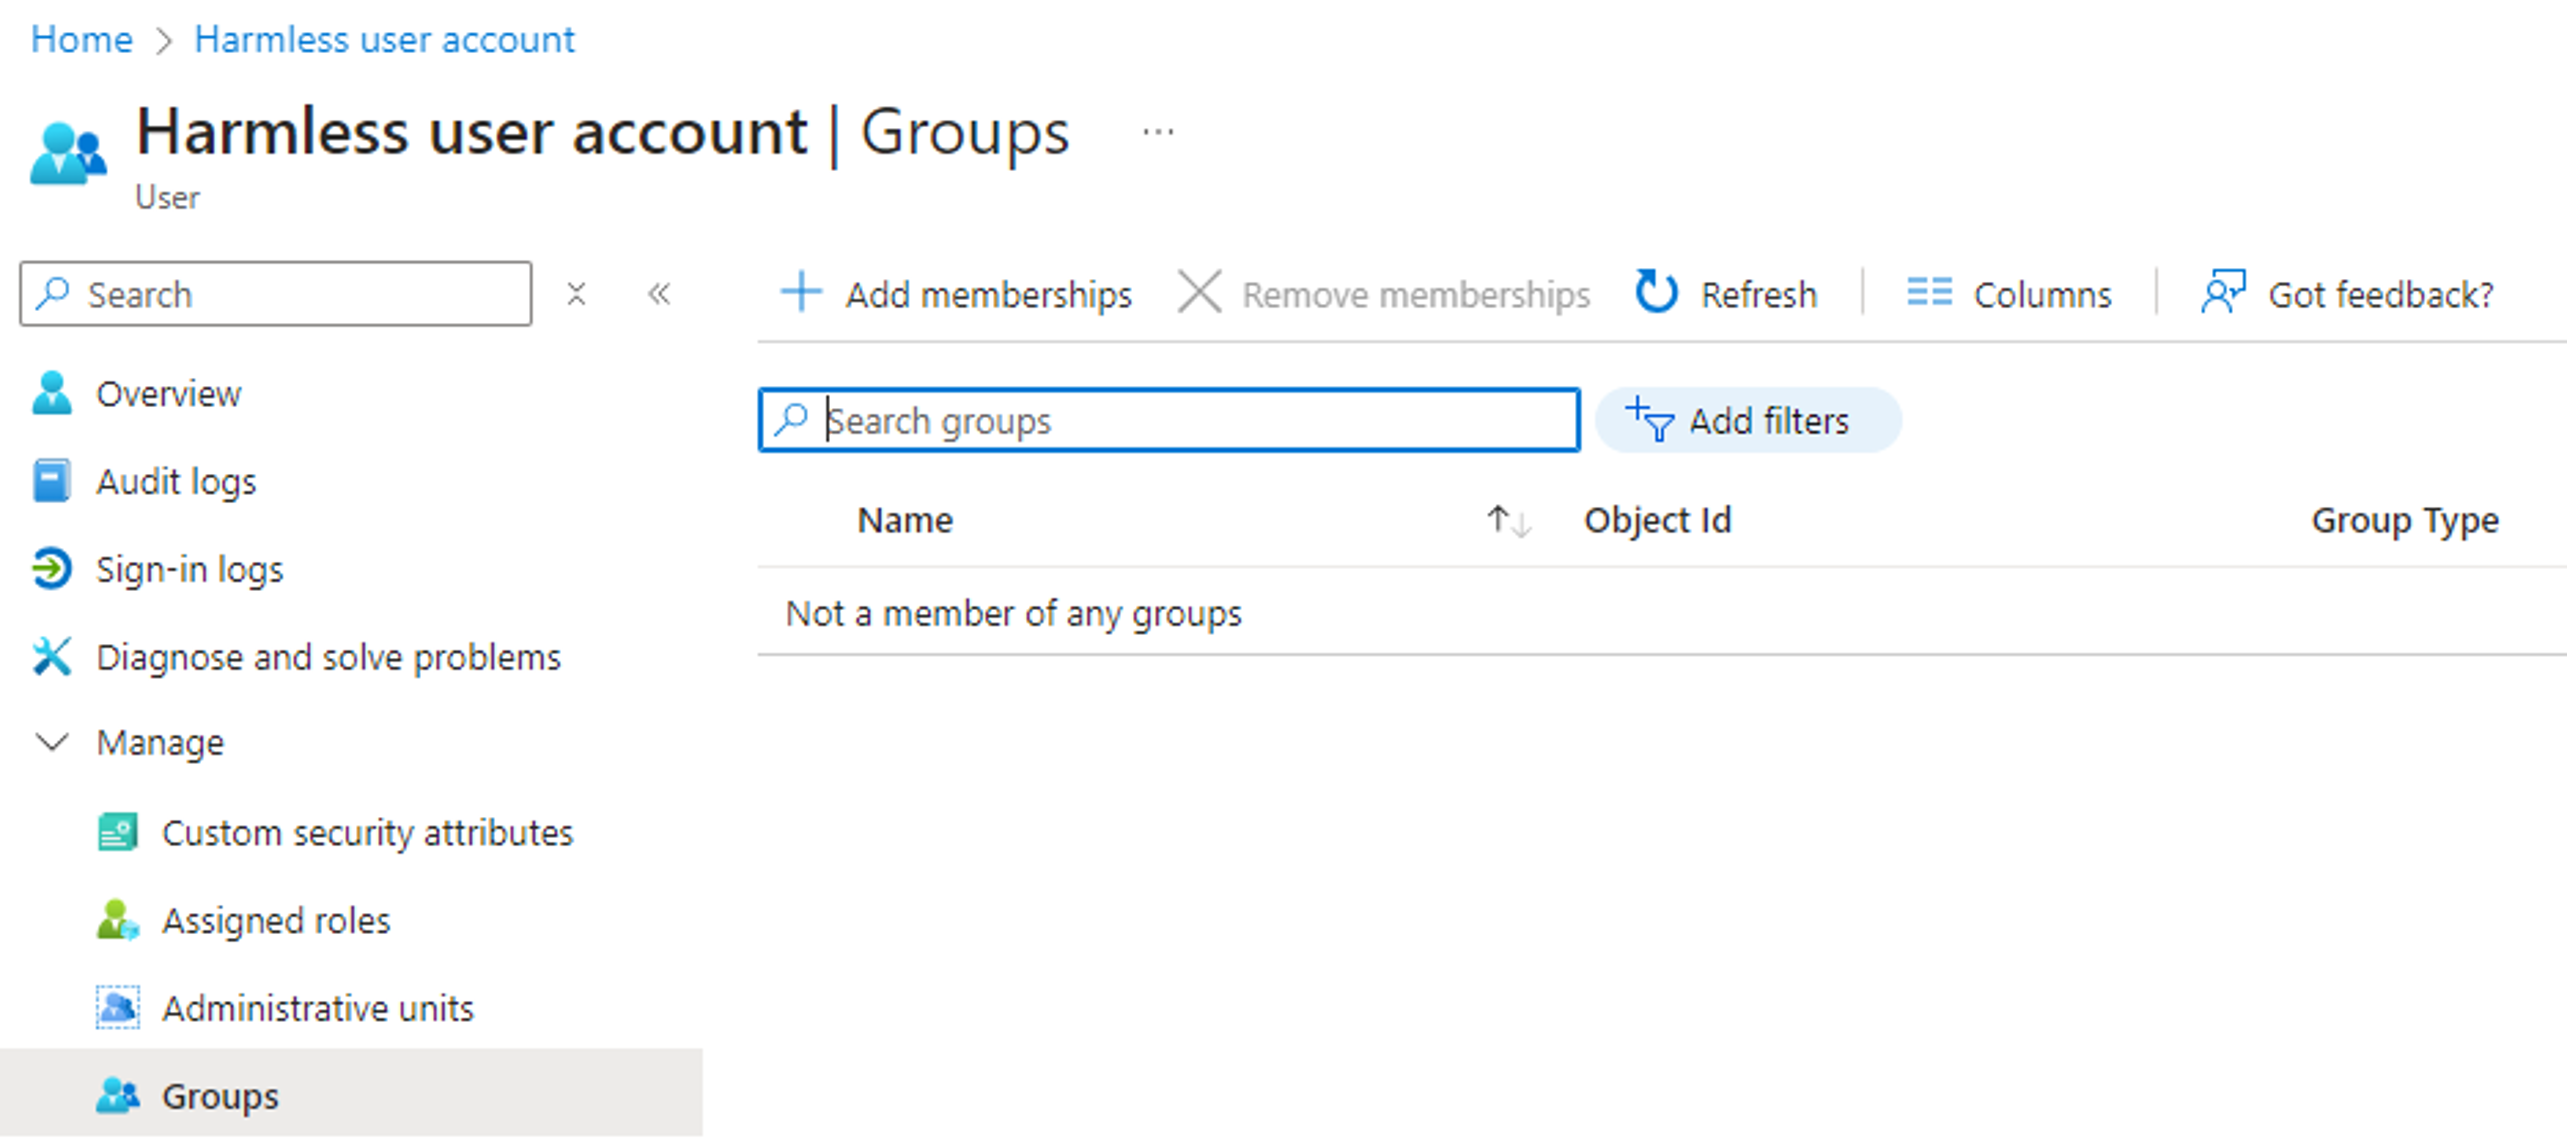 Home > Harmless user account
Harmless user account | Groups ...
User
Search
Overview
Audit logs
Sign-in logs
Diagnose and solve problems
Manage
Custom security attributes
Assigned roles
Administrative units
Groups
Add memberships Remove memberships Refresh Columns Got feedback?
Search groups Add filters
Name Object Id Group Type
Not a member of any groups